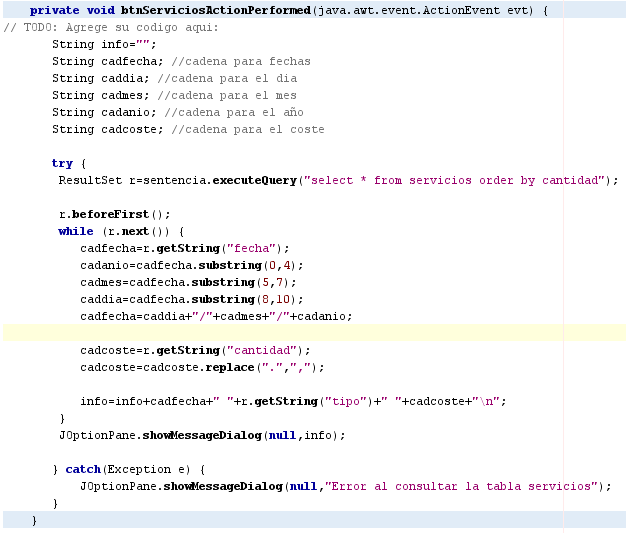 private void btnServiciosActionPerformed(java.awt.event.ActionEvent evt) {
// TODO: Agrege su codigo aqui:
String info="";
String cadfecha; //cadena para fechas
String caddia; //cadena para el dia
String cadmes; //cadena para el mes
String cadanio; //cadena para el año
String cadcoste; //cadena para el coste
try {
ResultSet r=sentencia.executeQuery("select * from servicios order by cantidad");
r.beforeFirst();
while (r.next()) {
cadfecha=r.getString("fecha");
cadanio=cadfecha.substring(0,4);
cadmes=cadfecha.substring(5,7);
caddia=cadfecha.substring(8,10);
cadfecha=caddia+"/"+cadmes+"/"+cadanio;
cadcoste=r.getString("cantidad");
cadcoste=cadcoste.replace(".",",");
info=info+cadfecha+" "+r.getString("tipo")+" "+cadcoste+"\n";
}
JOptionPane.showMessageDialog(null,info);
} catch(Exception e) {
JOptionPane.showMessageDialog(null,"Error al consultar la tabla servicios");
}
}